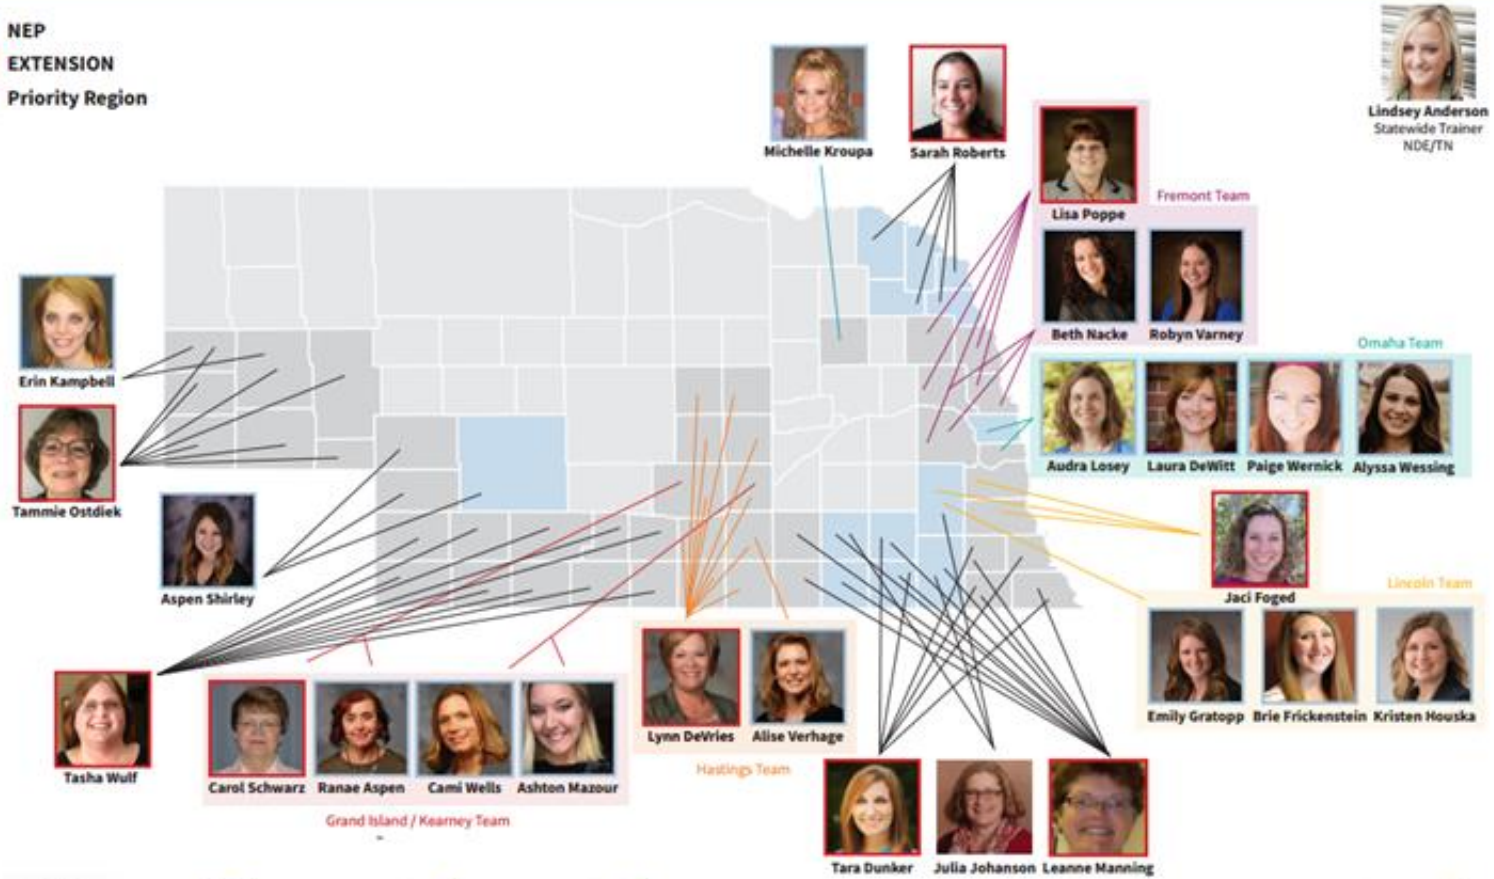 NEP
EXTENSION
Priority Region
Lindsey Anderson
Statewide Trainer
NDE/TN
Michelle Kroupa
Sarah Roberts
Fremont Team
Lisa Poppe
Beth Nacke
Robyn Varney
Omaha Team
Erin Kampbell
Audra Losey
Laura DeWitt
Paige Wernick
Alyssa Wessing
Tammie Ostdiek
Aspen Shirley
Jaci Foged
Lincoln Team
Emily Gratopp
Brie Frickenstein
Kristen Houska
Lynn DeVries
Alise Verhage
Hastings Team
Tasha Wulf
Carol Schwarz
Ranae Aspen
Cami Wells
Ashton Mazour
Grand Island / Kearney Team
Tara Dunker
Julia Johanson
Leanne Manning